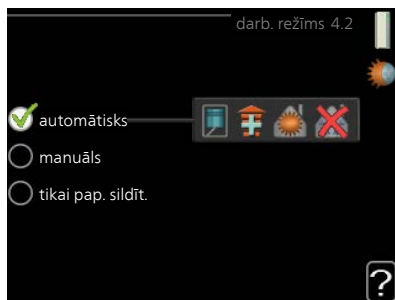 darb. režīms 4.2
automātisks
manuāls
tikai pap. sildīt.
?